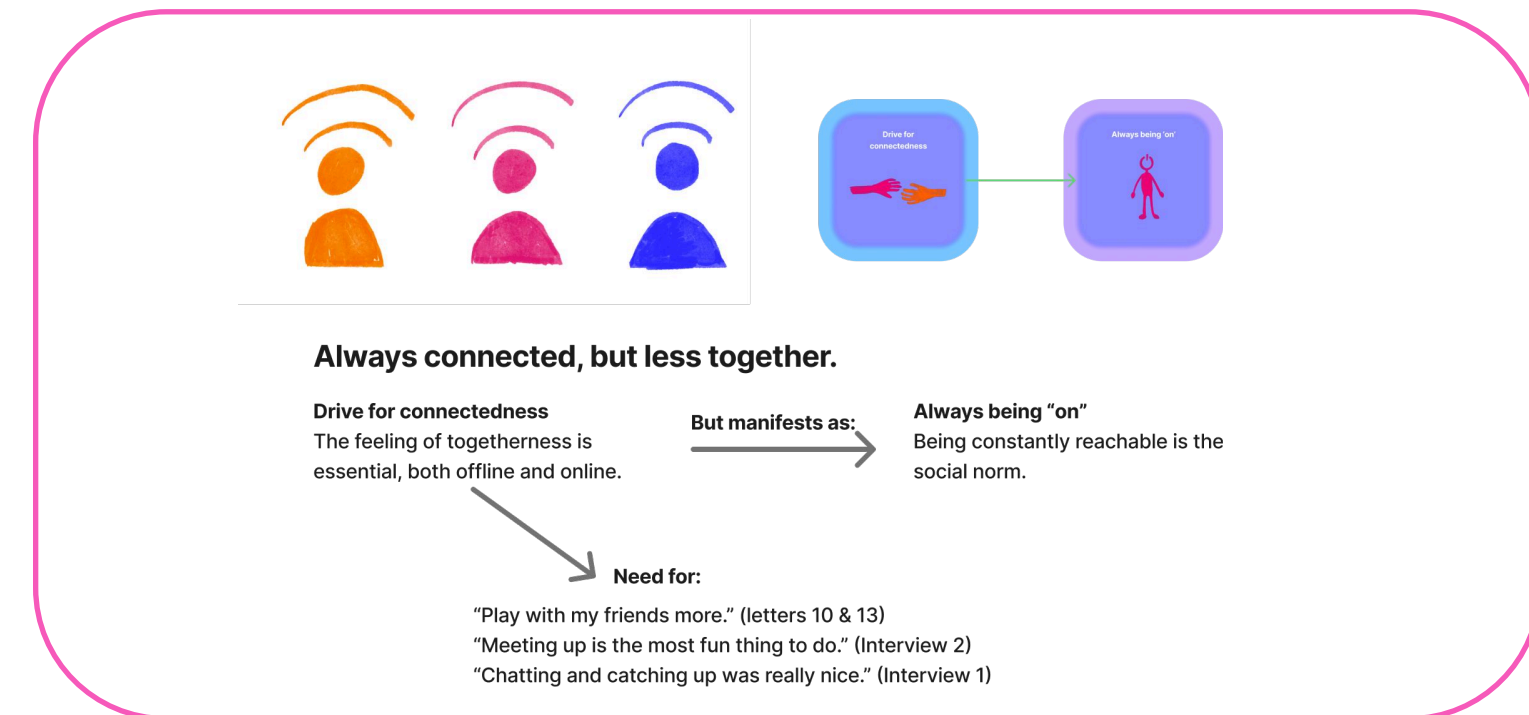 Drive for
connectedness
Always being 'on'
Always connected, but less together.
Drive for connectedness
The feeling of togetherness is
essential, both offline and online.
But manifests as:
Always being “on”
Being constantly reachable is the
social norm.
Need for:
“Play with my friends more.” (letters 10 & 13)
“Meeting up is the most fun thing to do.” (Interview 2)
“Chatting and catching up was really nice.” (Interview 1)